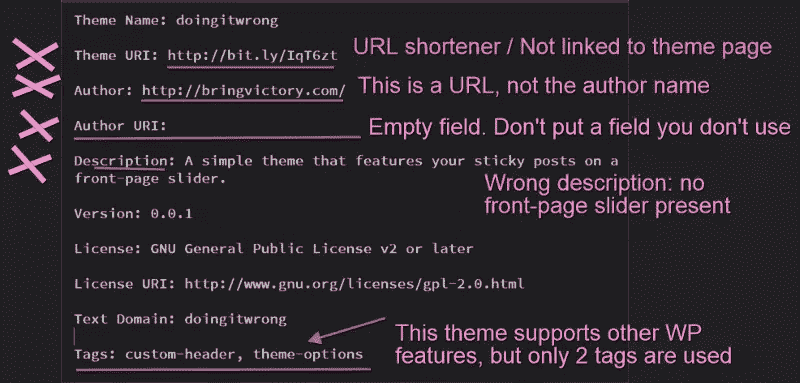 Theme Name: doingitwrong
Theme URI: http://bit.ly/IqT6zt
URL shortener / Not linked to theme page
Author: http://bringvictory.com/
This is a URL, not the author name
Author URI:
Empty field. Don't put a field you don't use
Description: A simple theme that features your sticky posts on a
front-page slider.
Wrong description: no
front-page slider present
Version: 0.0.1
License: GNU General Public License v2 or later
License URI: http://www.gnu.org/licenses/gpl-2.0.html
Text Domain: doingitwrong
Tags: custom-header, theme-options
This theme supports other WP
features, but only 2 tags are used